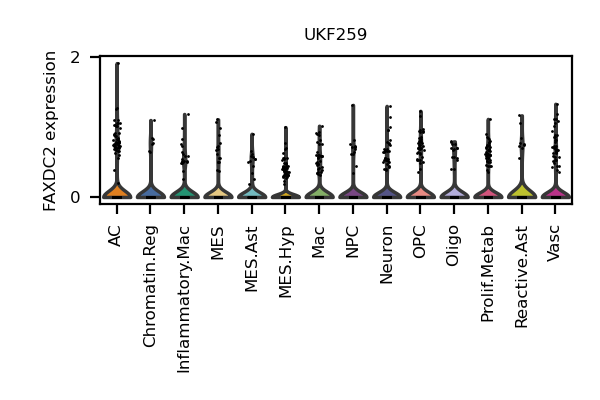 UKF259
FAXDC2 expression
2
0
AC
Chromatin.Reg
Inflammatory.Mac
MES
MES.Ast
MES.Hyp
Mac
NPC
Neuron
OPC
Oligo
Prolif.Metab
Reactive.Ast
Vasc